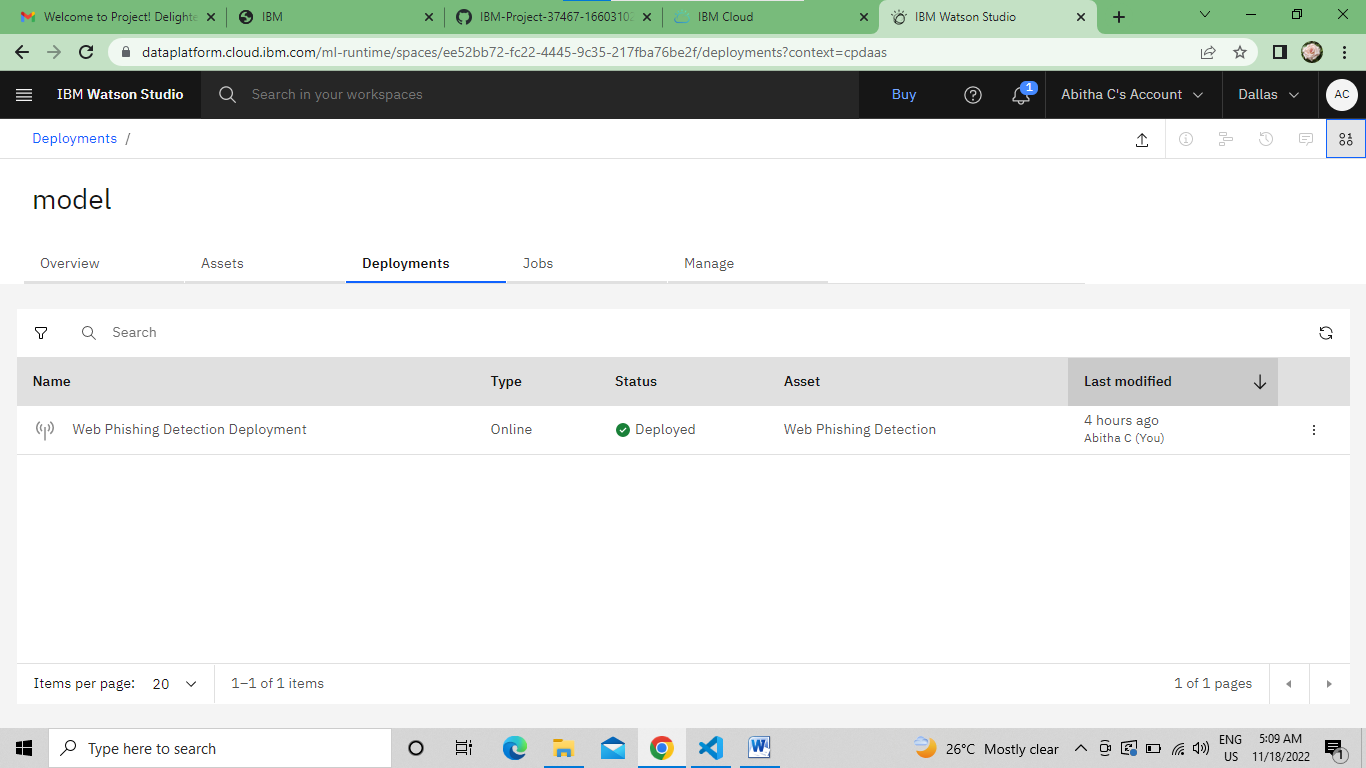 Welcome to Project! Delighte
IBM
IBM-Project-37467-16603102
IBM Cloud
IBM Watson Studio
dataplatform.cloud.ibm.com/ml-runtime/spaces/ee52bb72-fc22-4445-9c35-217fba76be2f/deployments?context=cpdaas
IBM Watson Studio
Search in your workspaces
Buy
1
Abitha C's Account
Dallas
AC
Deployments /
model
Overview
Assets
Deployments
Jobs
Manage
Search
Name Type Status Asset Last modified
Web Phishing Detection Deployment Online Deployed Web Phishing Detection 4 hours ago
Abitha C (You)
Items per page: 20 1–1 of 1 items 1 of 1 pages
Type here to search
26°C Mostly clear
ENG
US
5:09 AM
11/18/2022
1